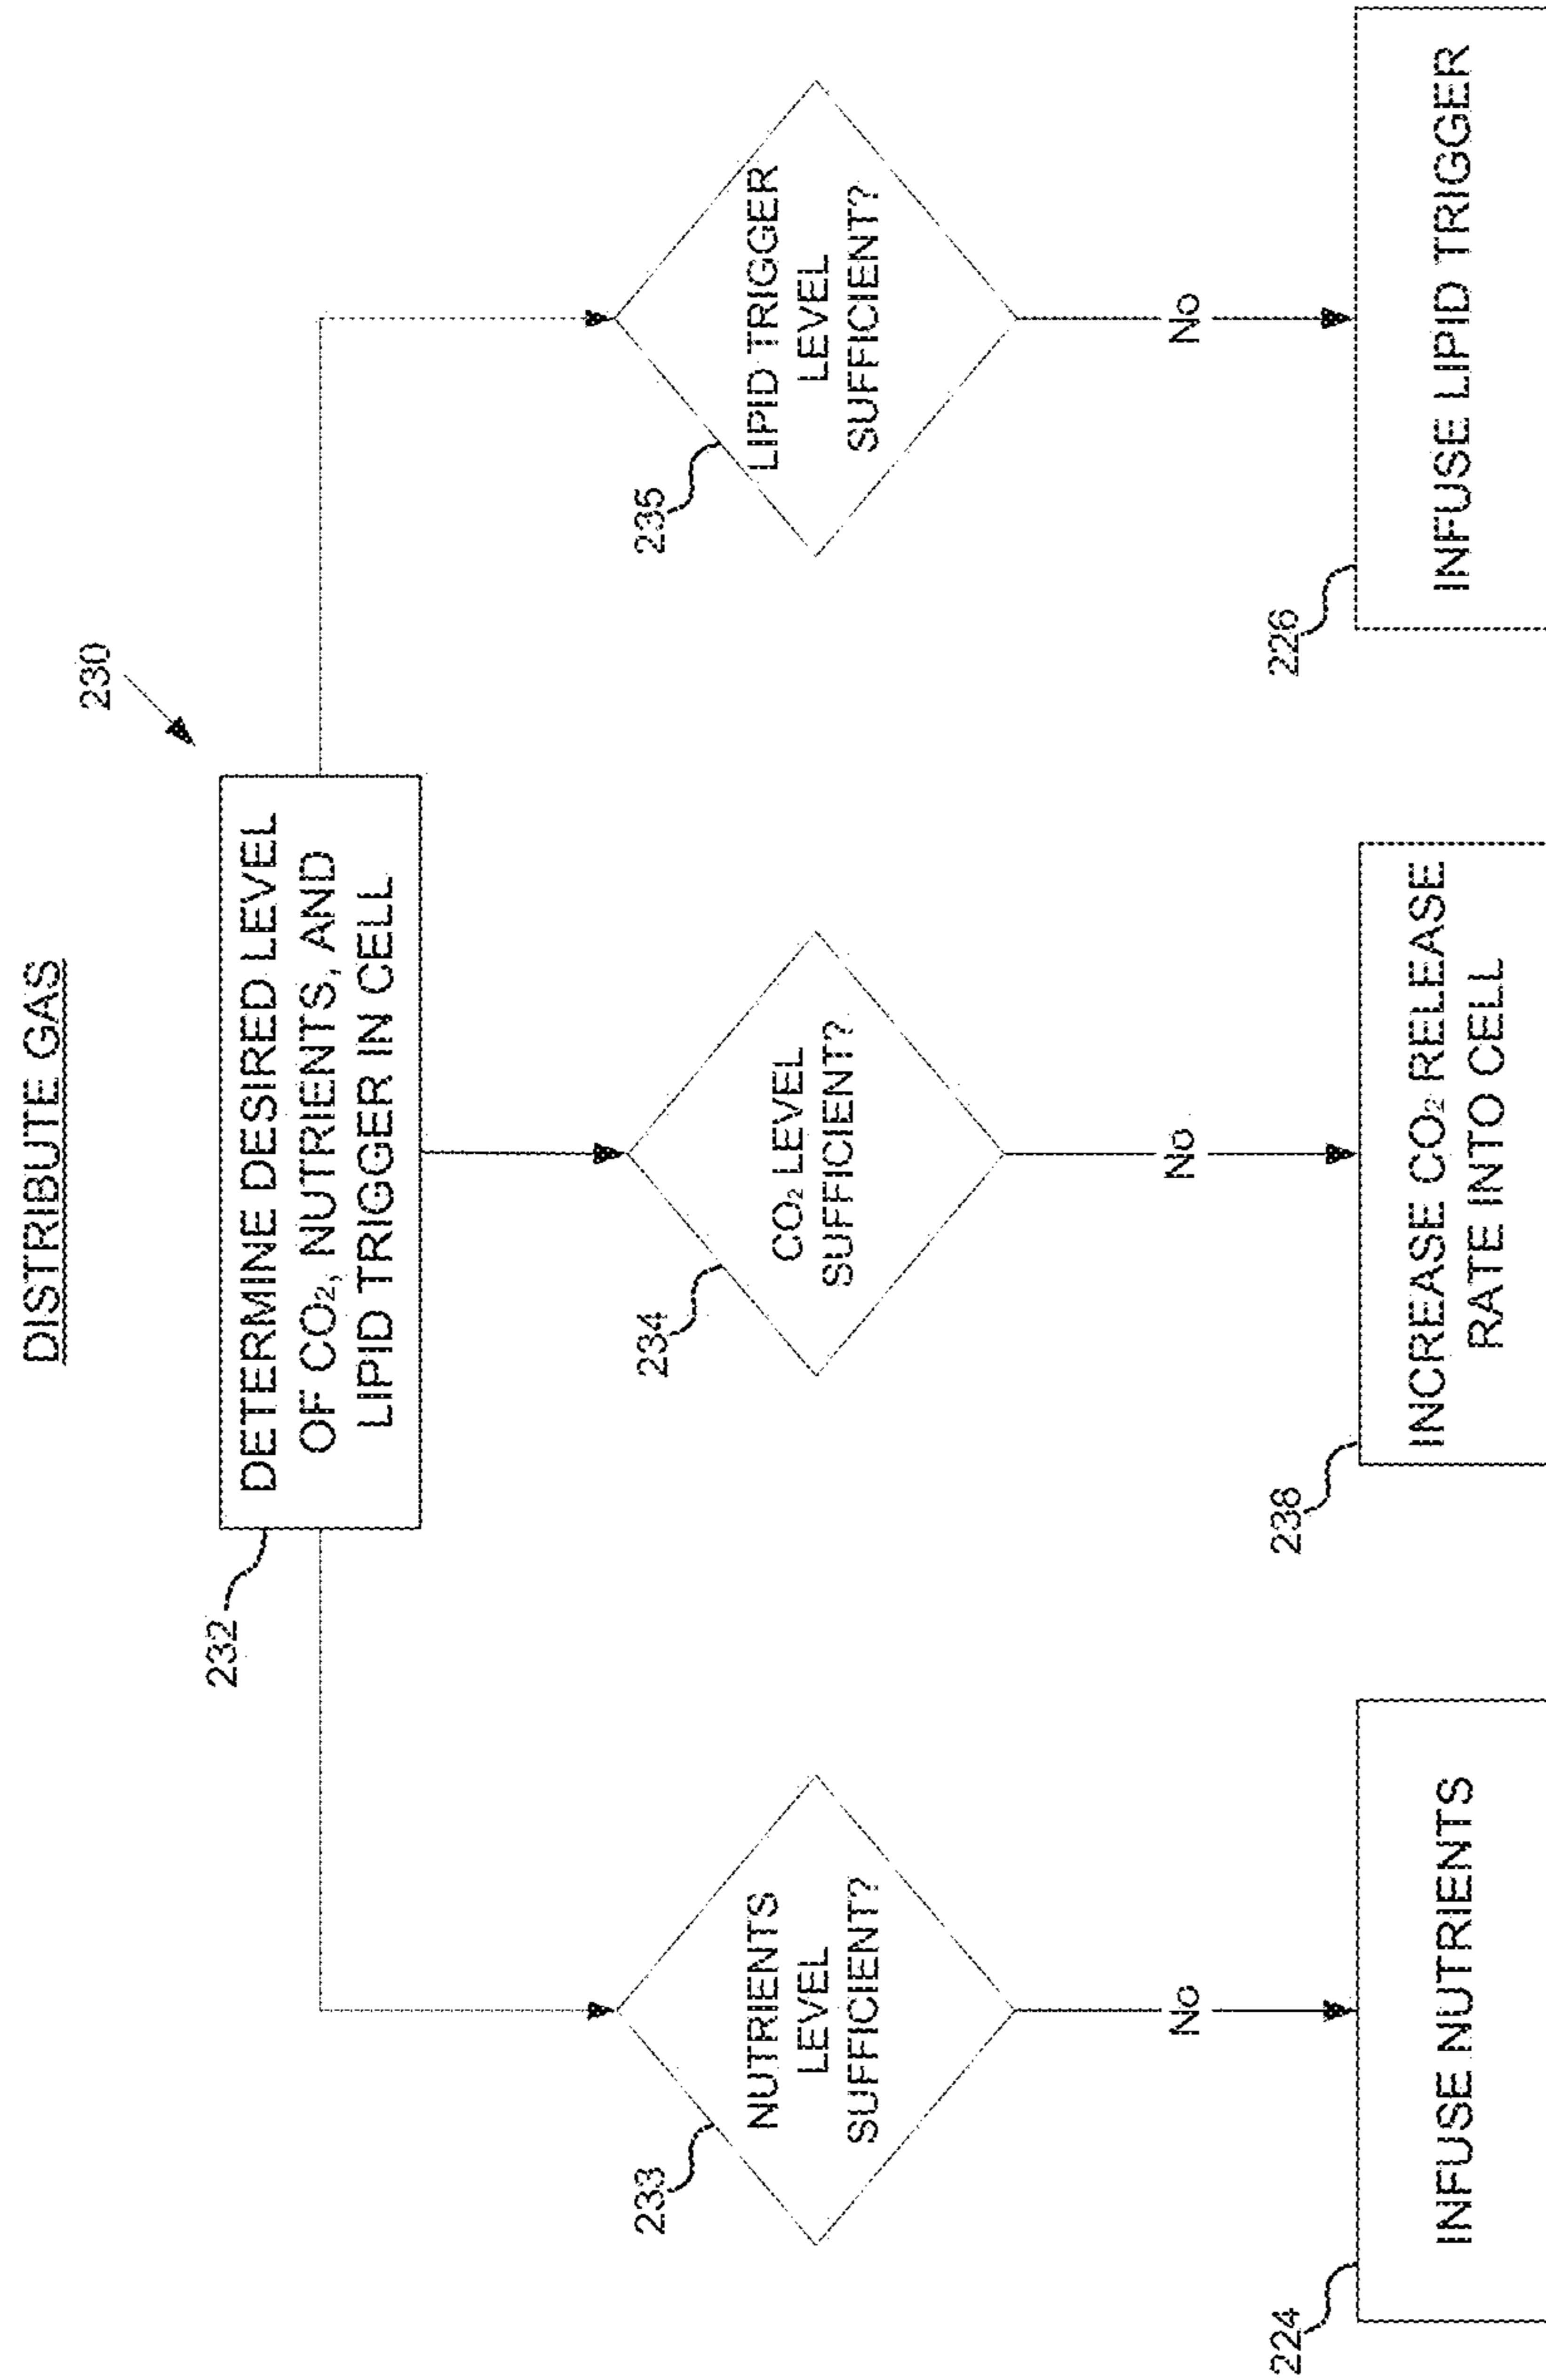 DISTRIBUTE GAS
230
232
DETERMINE DESIRED LEVEL
OF CO₂, NUTRIENTS, AND
LIPID TRIGGER IN CELL
233
NUTRIENTS
LEVEL
SUFFICIENT?
234
CO₂ LEVEL
SUFFICIENT?
235
LIPID TRIGGER
LEVEL
SUFFICIENT?
No
No
No
224
INFUSE NUTRIENTS
238
INCREASE CO₂ RELEASE
RATE INTO CELL
226
INFUSE LIPID TRIGGER